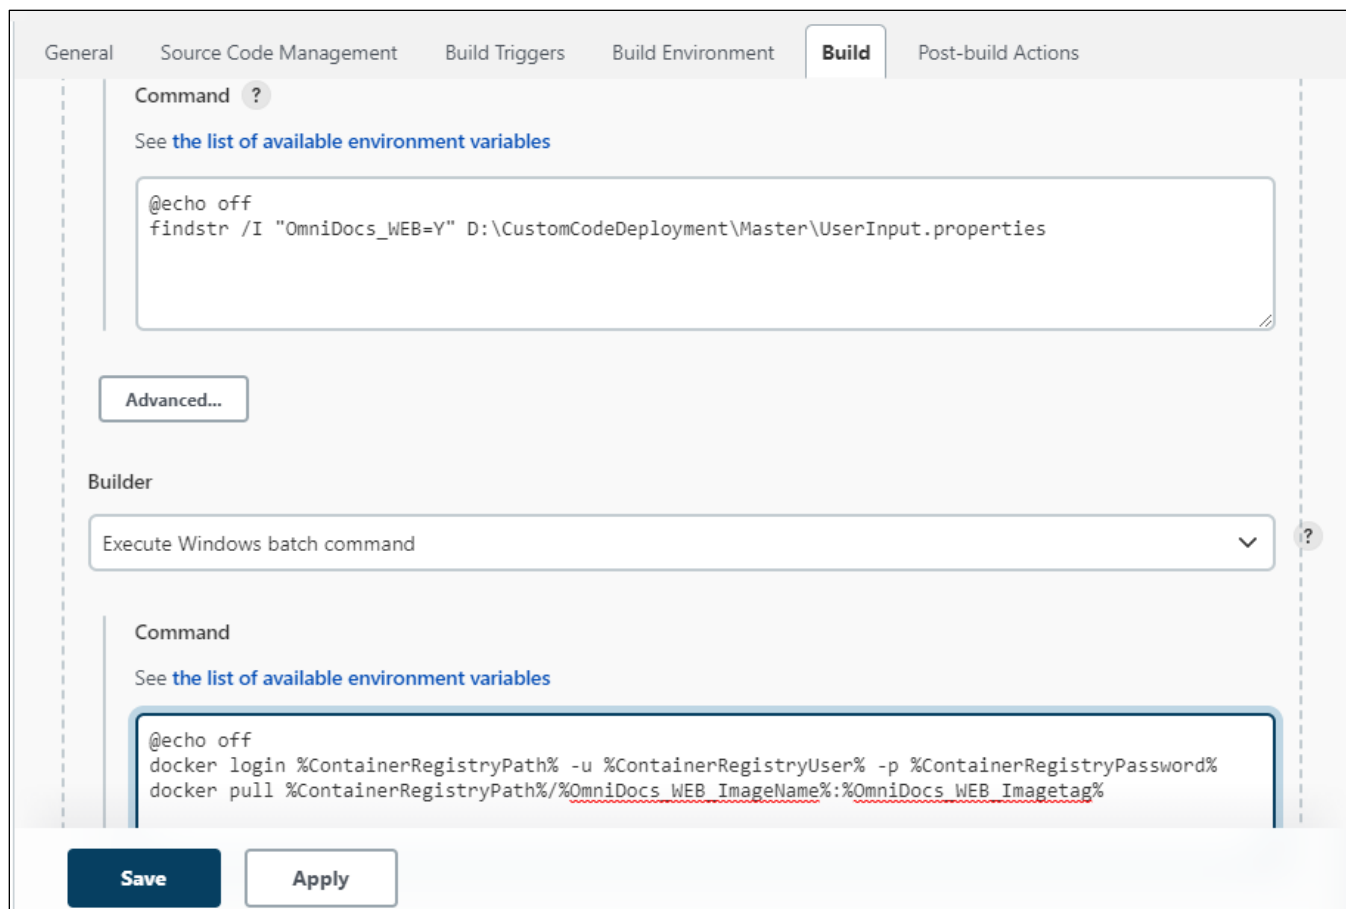 General Source Code Management Build Triggers Build Environment Build Post-build Actions
Command ?
See the list of available environment variables
@echo off
findstr /I "OmniDocs_WEB=Y" D:\CustomCodeDeployment\Master\UserInput.properties
Advanced...
Builder
Execute Windows batch command
?
Command
See the list of available environment variables
@echo off
docker login %ContainerRegistryPath% -u %ContainerRegistryUser% -p %ContainerRegistryPassword%
docker pull %ContainerRegistryPath%/%OmniDocs_WEB_ImageName%:%OmniDocs_WEB_Imagetag%
Save Apply